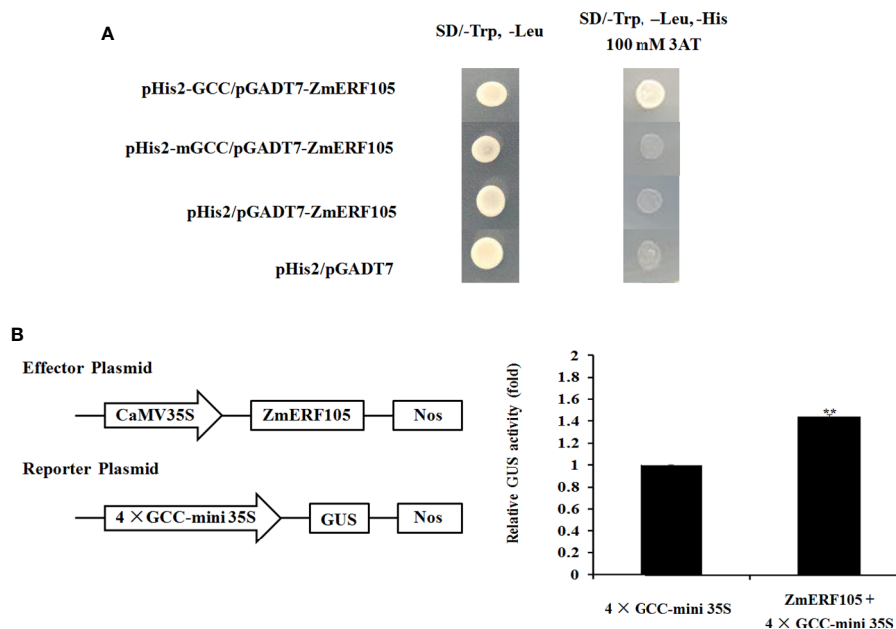 A
SD/-Trp, -Leu
SD/-Trp, –Leu, -His
100 mM 3AT
pHis2-GCC/pGADT7-ZmERF105
pHis2-mGCC/pGADT7-ZmERF105
pHis2/pGADT7-ZmERF105
pHis2/pGADT7
B
Effector Plasmid
CaMV35S
ZmERF105
Nos
Reporter Plasmid
4 ×GCC-mini 35S
GUS
Nos
Relative GUS activity (fold)
2
1.8
1.6
1.4
1.2
1
0.8
0.6
0.4
0.2
0
**
4 × GCC-mini 35S
ZmERF105 +
4 × GCC-mini 35S